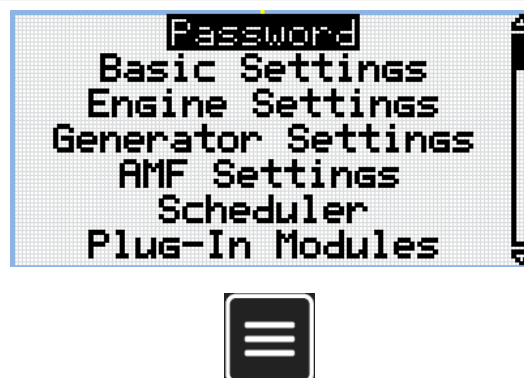 Password
Basic Settings
Engine Settings
Generator Settings
AMF Settings
Scheduler
Plug-In Modules